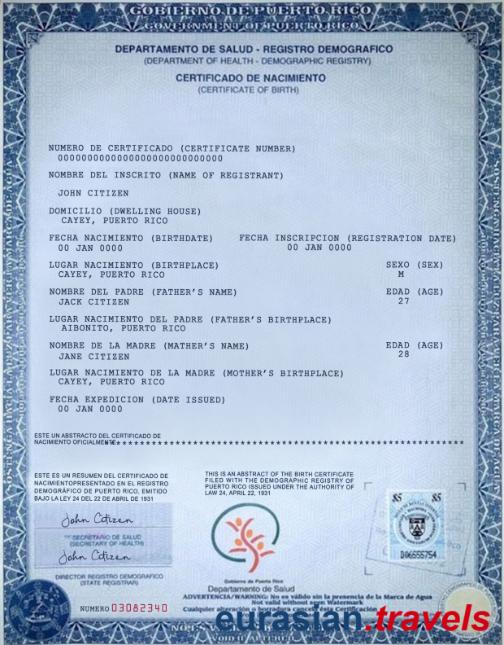 GOBIERNO DE PUERTO RICO
GOVERNMENT OF PUERTO RICO
DEPARTAMENTO DE SALUD - REGISTRO DEMOGRAFICO
(DEPARTMENT OF HEALTH - DEMOGRAPHIC REGISTRY)
CERTIFICADO DE NACIMIENTO
(CERTIFICATE OF BIRTH)
NUMERO DE CERTIFICADO (CERTIFICATE NUMBER)
000000000000000000000000000
NOMBRE DEL INSCRITO (NAME OF REGISTRANT)
JOHN CITIZEN
DOMICILIO (DWELLING HOUSE)
CAYEY, PUERTO RICO
FECHA NACIMIENTO (BIRTHDATE) FECHA INSCRIPCION (REGISTRATION DATE)
00 JAN 0000 00 JAN 0000
LUGAR NACIMIENTO (BIRTHPLACE) SEXO (SEX)
CAYEY, PUERTO RICO M
NOMBRE DEL PADRE (FATHER'S NAME) EDAD (AGE)
JACK CITIZEN 27
LUGAR NACIMIENTO DEL PADRE (FATHER'S BIRTHPLACE)
AIBONITO, PUERTO RICO
NOMBRE DE LA MADRE (MATHER'S NAME) EDAD (AGE)
JANE CITIZEN 28
LUGAR NACIMIENTO DE LA MADRE (MOTHER'S BIRTHPLACE)
CAYEY, PUERTO RICO
FECHA EXPEDICION (DATE ISSUED)
00 JAN 0000
ESTE UN ABSTRACTO DEL CERTIFICADO DE
NACIMIENTO OFICIALMENTE
ESTE ES UN RESUMEN DEL CERTIFICADO DE
NACIMIENTOPRESENTADO EN EL REGISTRO
DEMOGRÁFICO DE PUERTO RICO, EMITIDO
BAJO LA LEY 24 DEL 22 DE ABRIL DE 1931
THIS IS AN ABSTRACT OF THE BIRTH CERTIFICATE
FILED WITH THE DEMOGRAPHIC REGISTRY OF
PUERTO RICO ISSUED UNDER THE AUTHORITY OF
LAW 24, APRIL 22, 1931
John Citizen
SECRETARIO DE SALUD
(SECRETARY OF HEALTH)
John Citizen
DIRECTOR REGISTRO DEMOGRAFICO
(STATE REGISTRAR)
NUMERO 03082340
$5 $5
D06555754
Gobierno de Puerto Rico
Departamento de Salud
ADVERTENCIA/WARNING: No es válido sin la presencia de la Marca de Agua
Not valid without seen Watermark
Cualquier alteración o borradura cancela esta Certificación
eurasian.travels